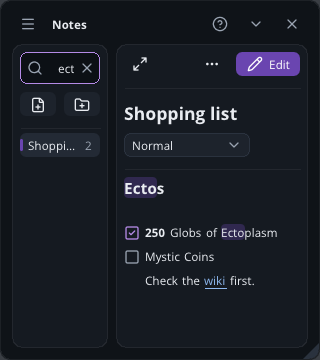 Notes
ect
Edit
Shoppi... 2
Shopping list
Normal
Ectos
250 Globs of Ectoplasm
Mystic Coins
Check the wiki first.